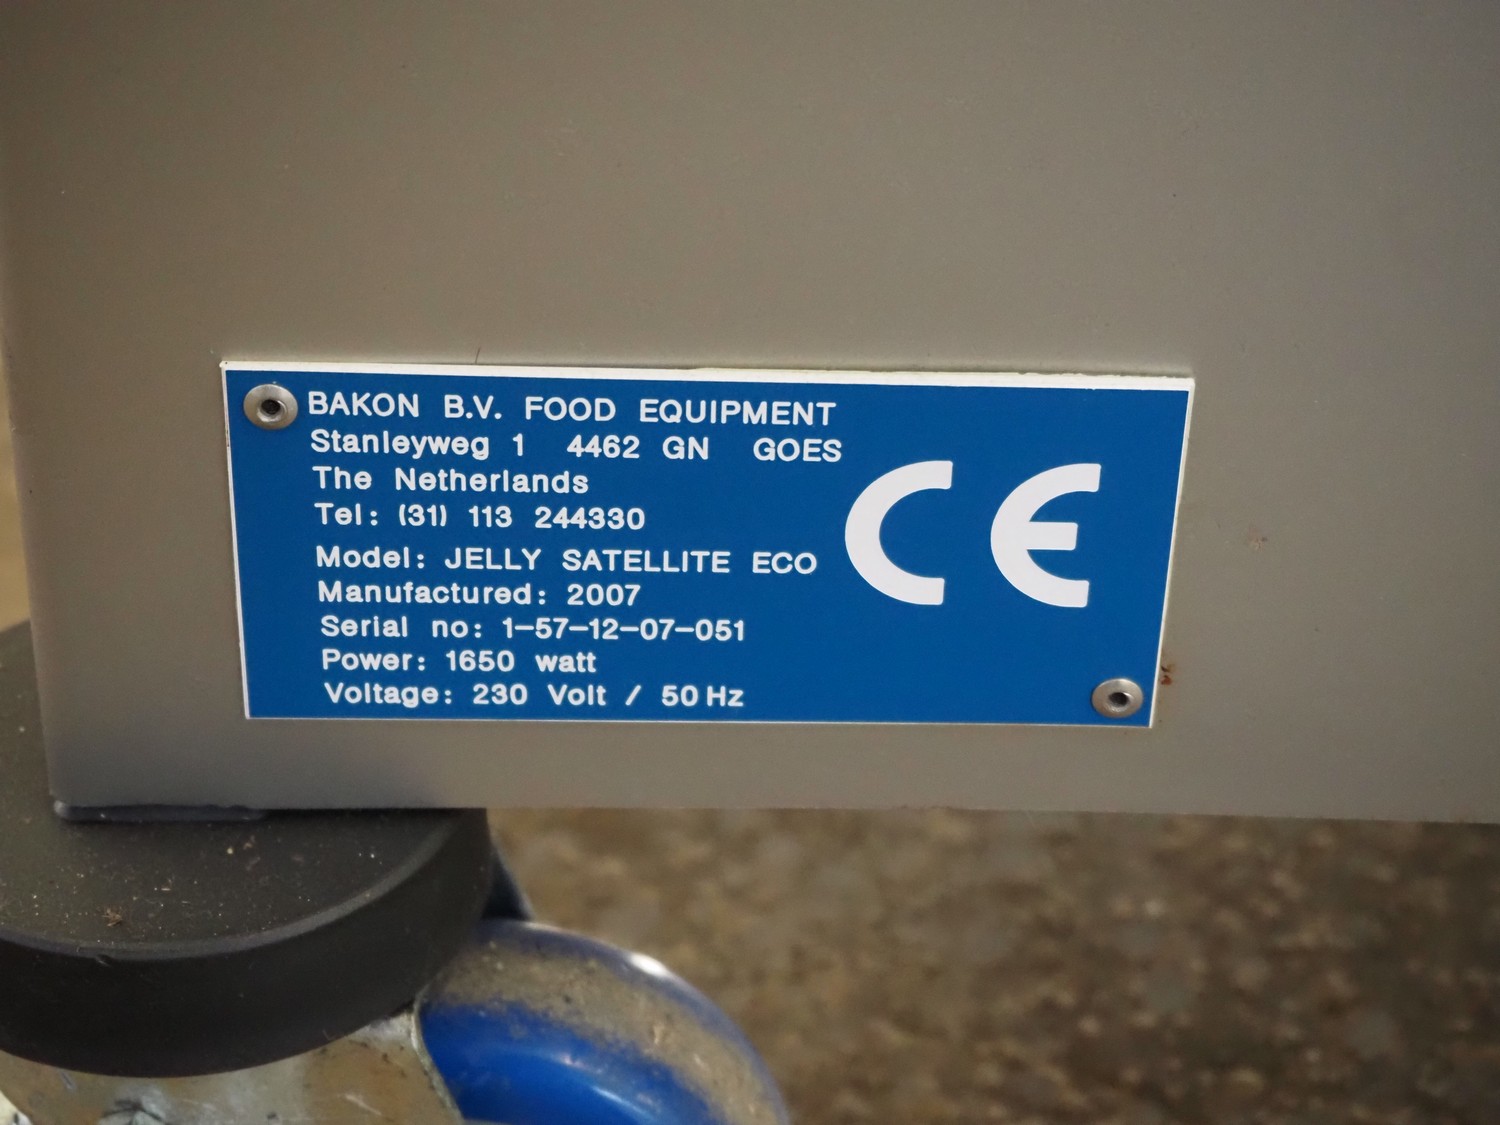 BAKON B.V. FOOD EQUIPMENT
Stanleyweg 1 4462 GN GOES
The Netherlands
Tel: (31) 113 244330
Model: JELLY SATELLITE ECO
Manufactured: 2007
Serial no: 1-57-12-07-051
Power: 1650 watt
Voltage: 230 Volt / 50 Hz
CE